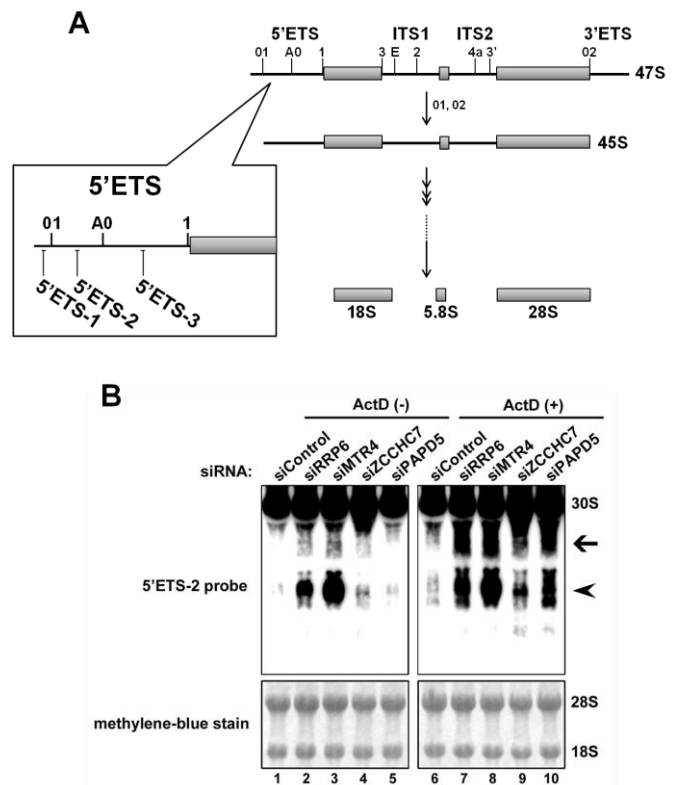 A
5'ETS ITS1 ITS2 3'ETS
01 A0 1 3 E 2 4a 3' 02
47S
01, 02
45S
5'ETS
01 A0 1
5'ETS-1 5'ETS-2 5'ETS-3
18S 5.8S 28S
B
ActD (-) ActD (+)
siRNA: siControl siRRP6 siMTR4 siZCCHC7 siPAPD5 siControl siRRP6 siMTR4 siZCCHC7 siPAPD5
30S
5'ETS-2 probe
28S
methylene-blue stain
18S
1 2 3 4 5 6 7 8 9 10